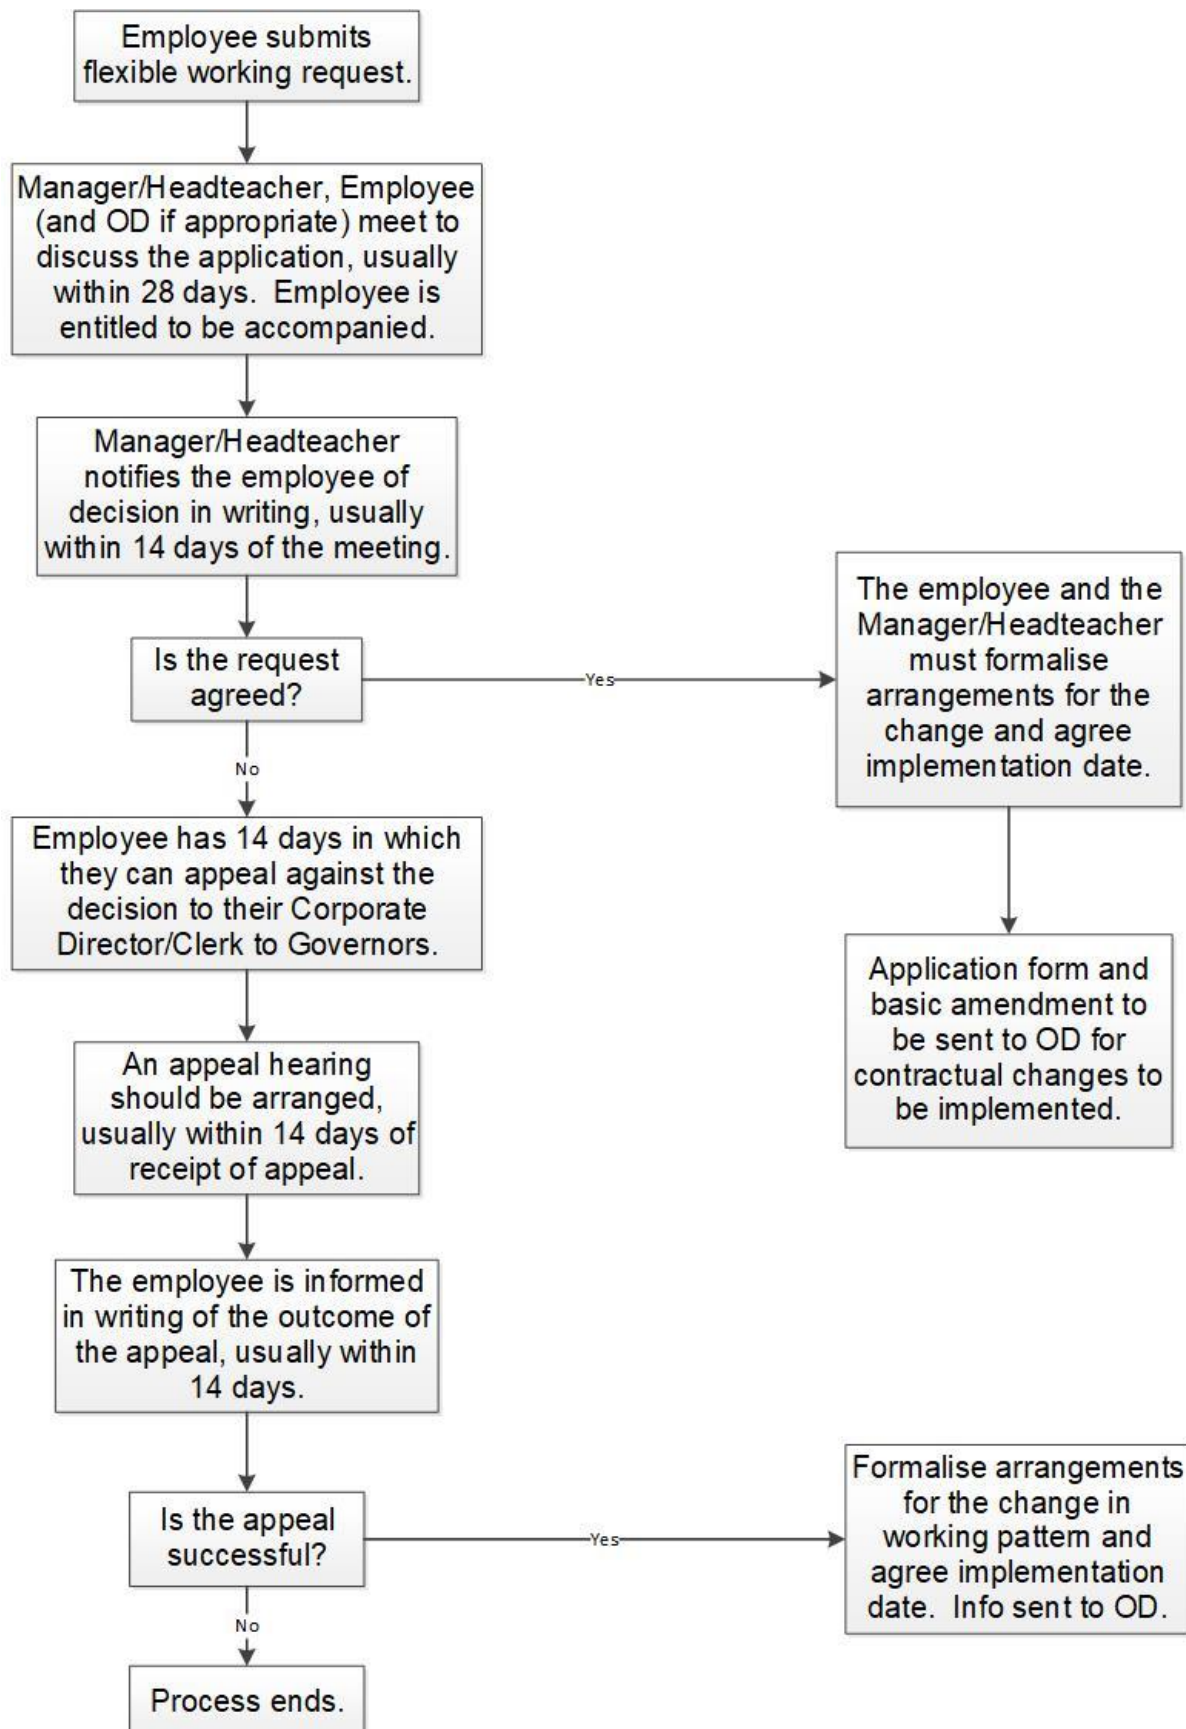 Employee submits
flexible working request.
Manager/Headteacher, Employee
(and OD if appropriate) meet to
discuss the application, usually
within 28 days.  Employee is
entitled to be accompanied.
Manager/Headteacher
notifies the employee of
decision in writing, usually
within 14 days of the meeting.
Is the request
agreed?
Yes
The employee and the
Manager/Headteacher
must formalise
arrangements for the
change and agree
implementation date.
Application form and
basic amendment to
be sent to OD for
contractual changes to
be implemented.
No
Employee has 14 days in which
they can appeal against the
decision to their Corporate
Director/Clerk to Governors.
An appeal hearing
should be arranged,
usually within 14 days of
receipt of appeal.
The employee is informed
in writing of the outcome of
the appeal, usually within
14 days.
Is the appeal
successful?
Yes
Formalise arrangements
for the change in
working pattern and
agree implementation
date.  Info sent to OD.
No
Process ends.